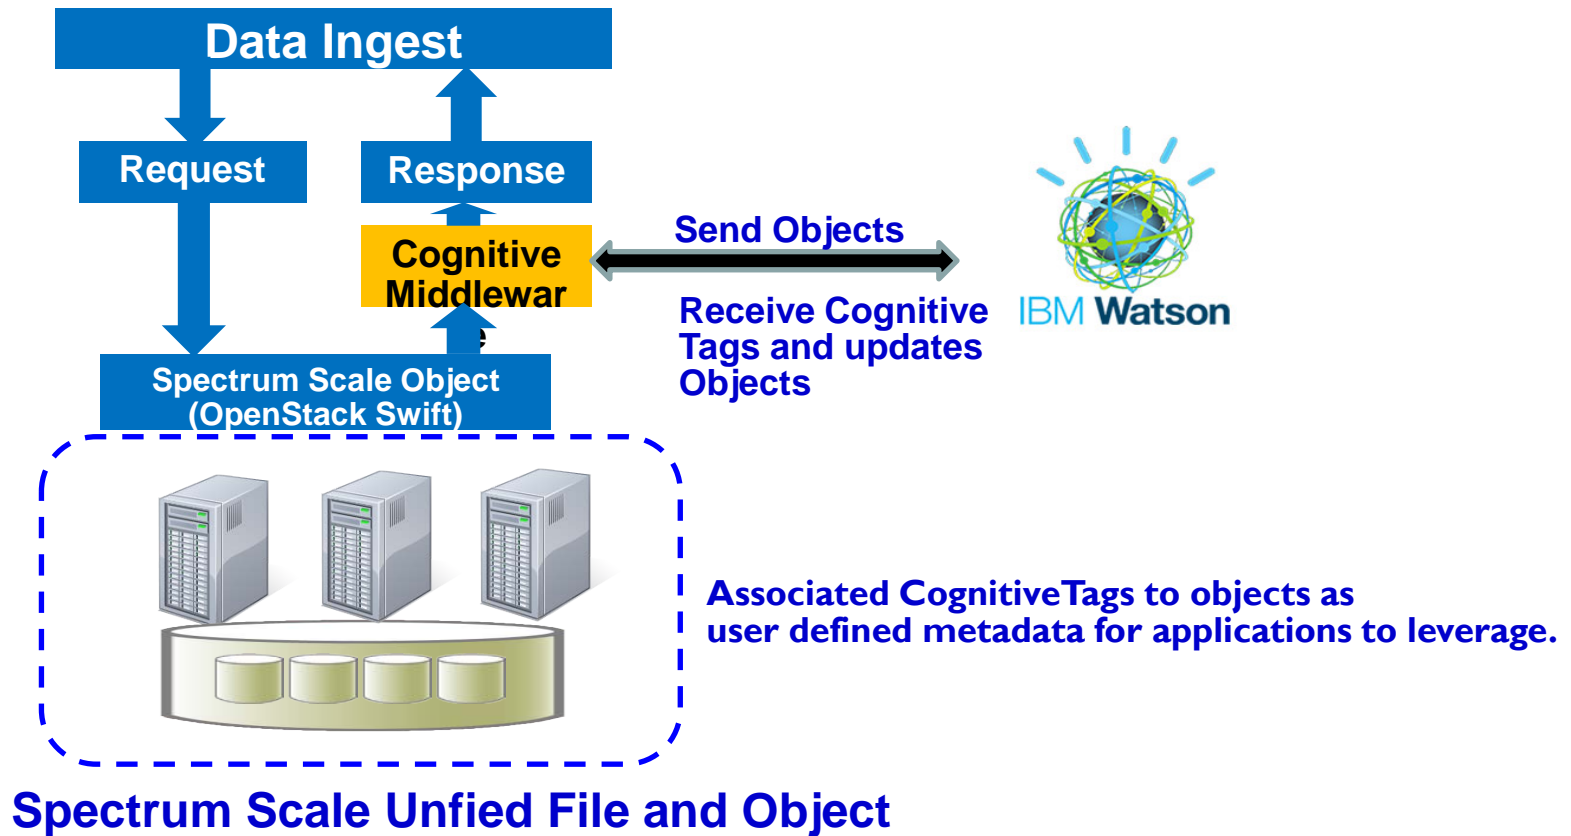 Data Ingest
Request
Response
Cognitive
Middlewar
e
Send Objects
Receive Cognitive
Tags and updates
Objects
IBM Watson
Spectrum Scale Object
(OpenStack Swift)
Associated CognitiveTags to objects as
user defined metadata for applications to leverage.
Spectrum Scale Unfied File and Object